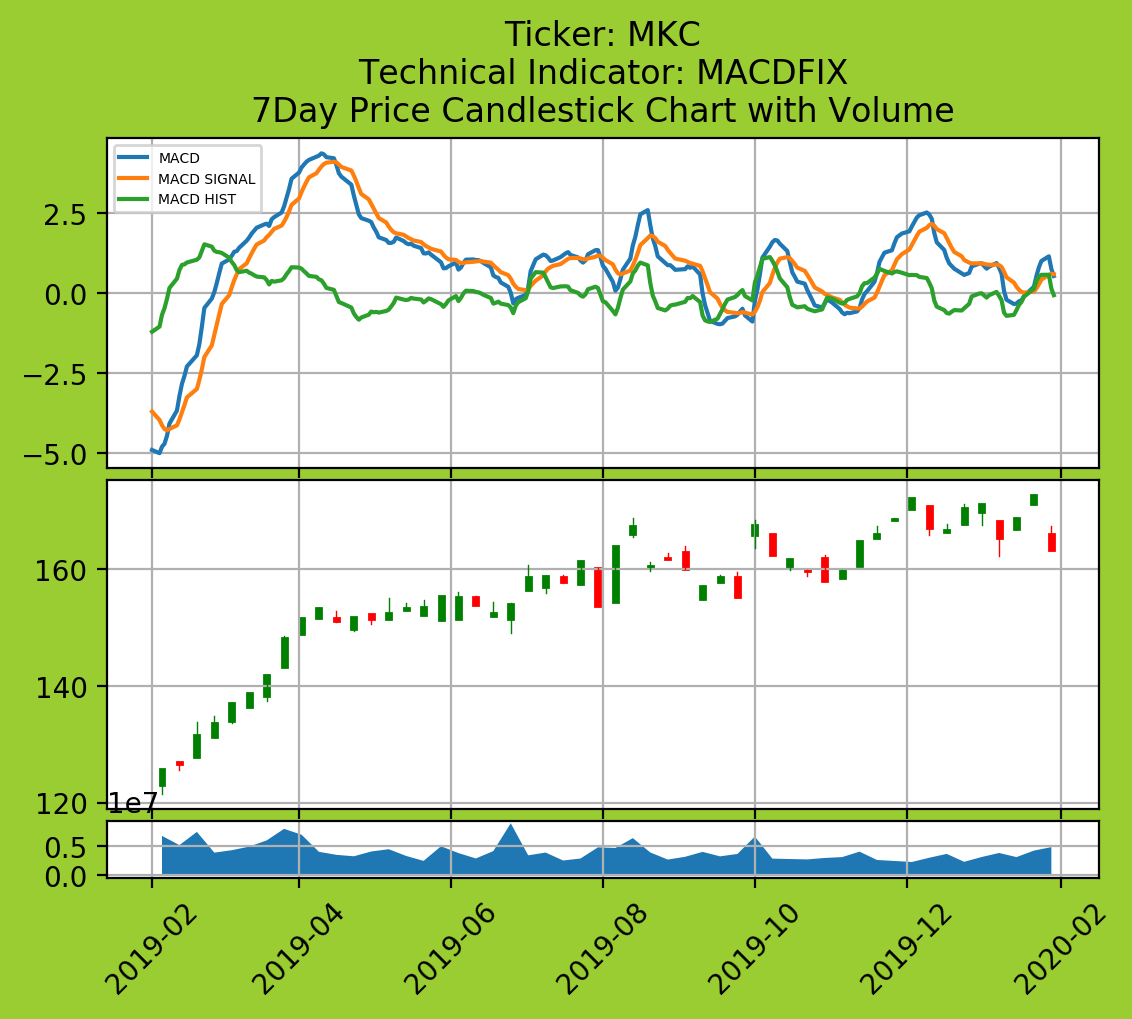 Ticker: MKC
Technical Indicator: MACDFIX
7Day Price Candlestick Chart with Volume
MACD
MACD SIGNAL
MACD HIST
2.5
0.0
−2.5
−5.0
160
140
120
1e7
0.5
0.0
2019-02
2019-04
2019-06
2019-08
2019-10
2019-12
2020-02